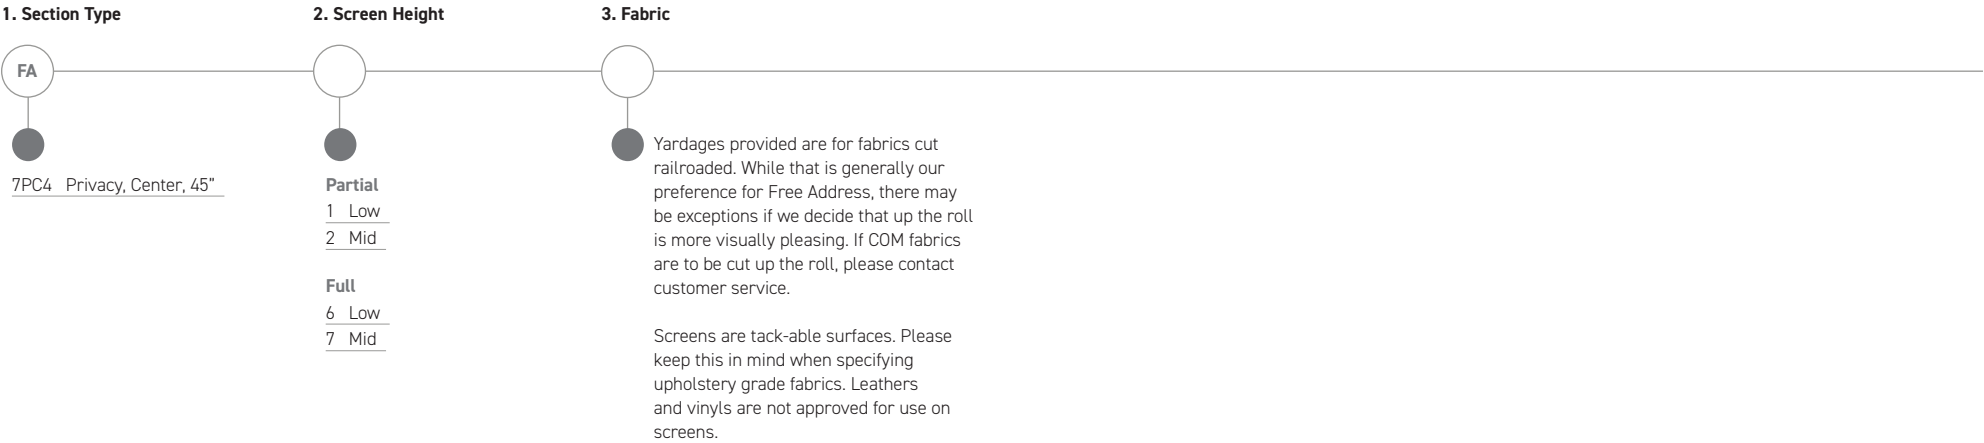 1. Section Type
2. Screen Height
3. Fabric
FA
7PC4 Privacy, Center, 45”
Partial
1 Low
2 Mid
Full
6 Low
7 Mid
Yardages provided are for fabrics cut
railroaded. While that is generally our
preference for Free Address, there may
be exceptions if we decide that up the roll
is more visually pleasing. If COM fabrics
are to be cut up the roll, please contact
customer service.
Screens are tack-able surfaces. Please
keep this in mind when specifying
upholstery grade fabrics. Leathers
and vinyls are not approved for use on
screens.